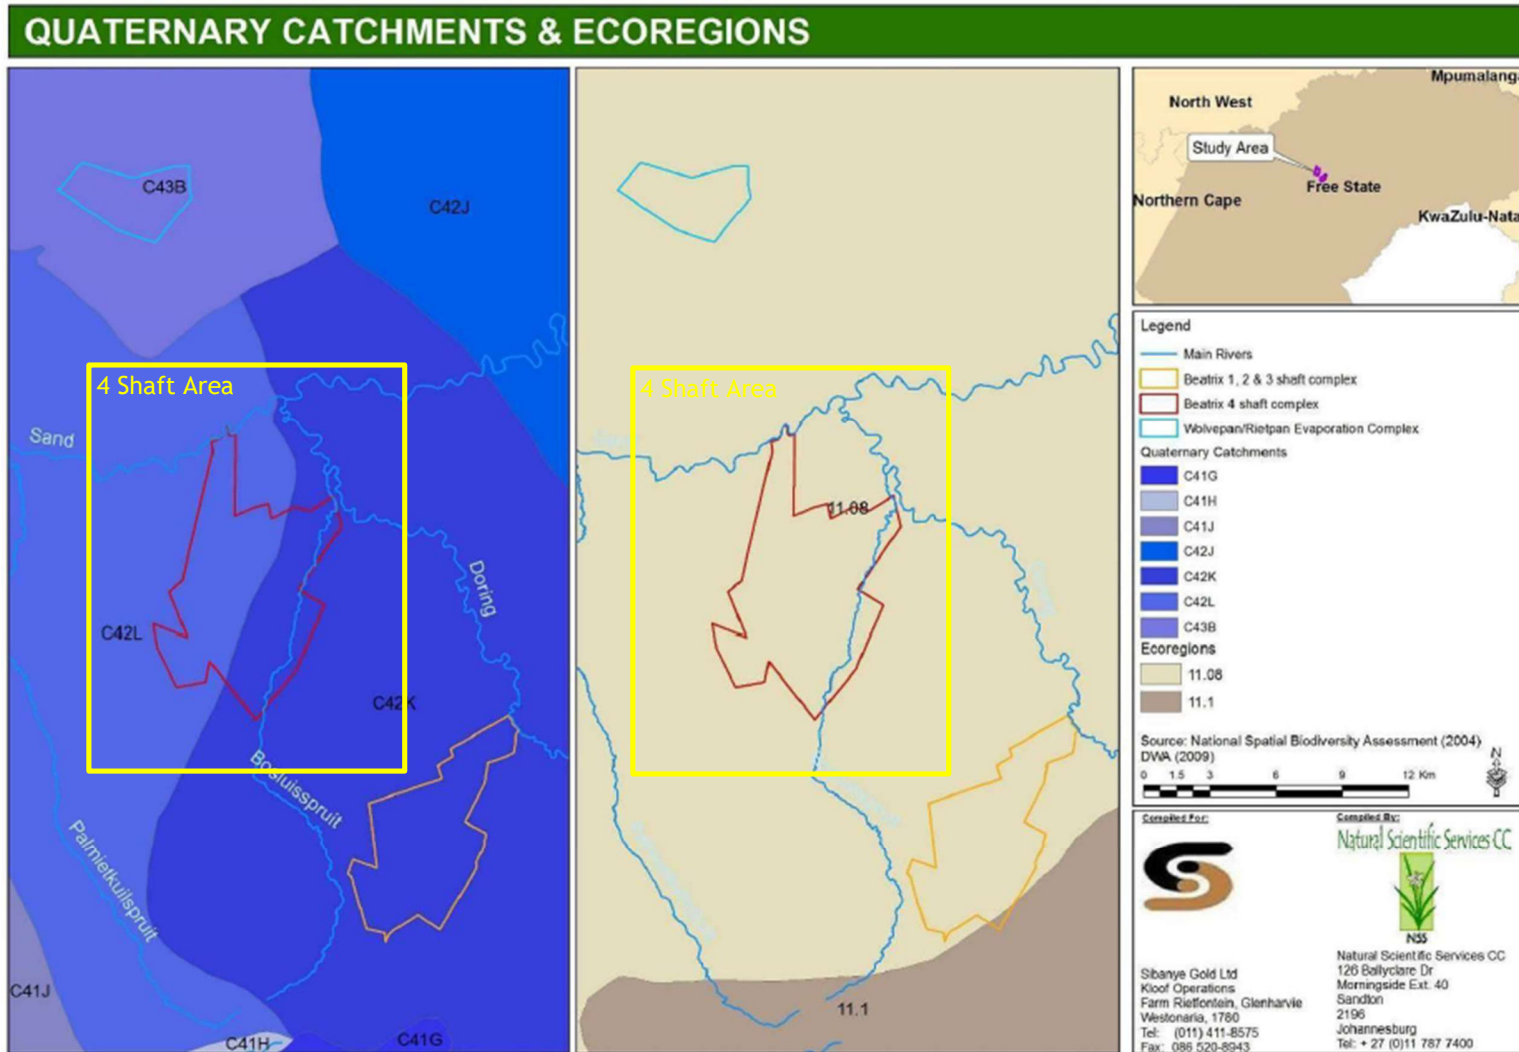 QUATERNARY CATCHMENTS & ECOREGIONS
C43B
C42J
4 Shaft Area
Sand
Doring
C42L
C42K
Bosluisspruit
Palmietkuilspruit
C41J
C41H
C41G
4 Shaft Area
11.08
11.1
North West
Study Area
Free State
Northern Cape
Legend
Main Rivers
Beatrix 1, 2 & 3 shaft complex
Beatrix 4 shaft complex
Wolvepan/Rietpan Evaporation Complex
Quaternary Catchments
C41G
C41H
C41J
C42J
C42K
C42L
C43B
Ecoregions
11.08
11.1
Source: National Spatial Biodiversity Assessment (2004)
DWA (2009)
0 1.5 3 6 9 12 Km
N
Compiled For:
Sibanye Gold Ltd
Kloof Operations
Farm Rietfontein, Glenharvie
Westonaria, 1780
Tel: (011) 411-8575
Fax: 086 520-8943
Compiled By:
Natural Scientific Services CC
NSS
Natural Scientific Services CC
126 Ballyclare Dr
Morningside Ext. 40
Sandton
2196
Johannesburg
Tel: + 27 (0)11 787 7400